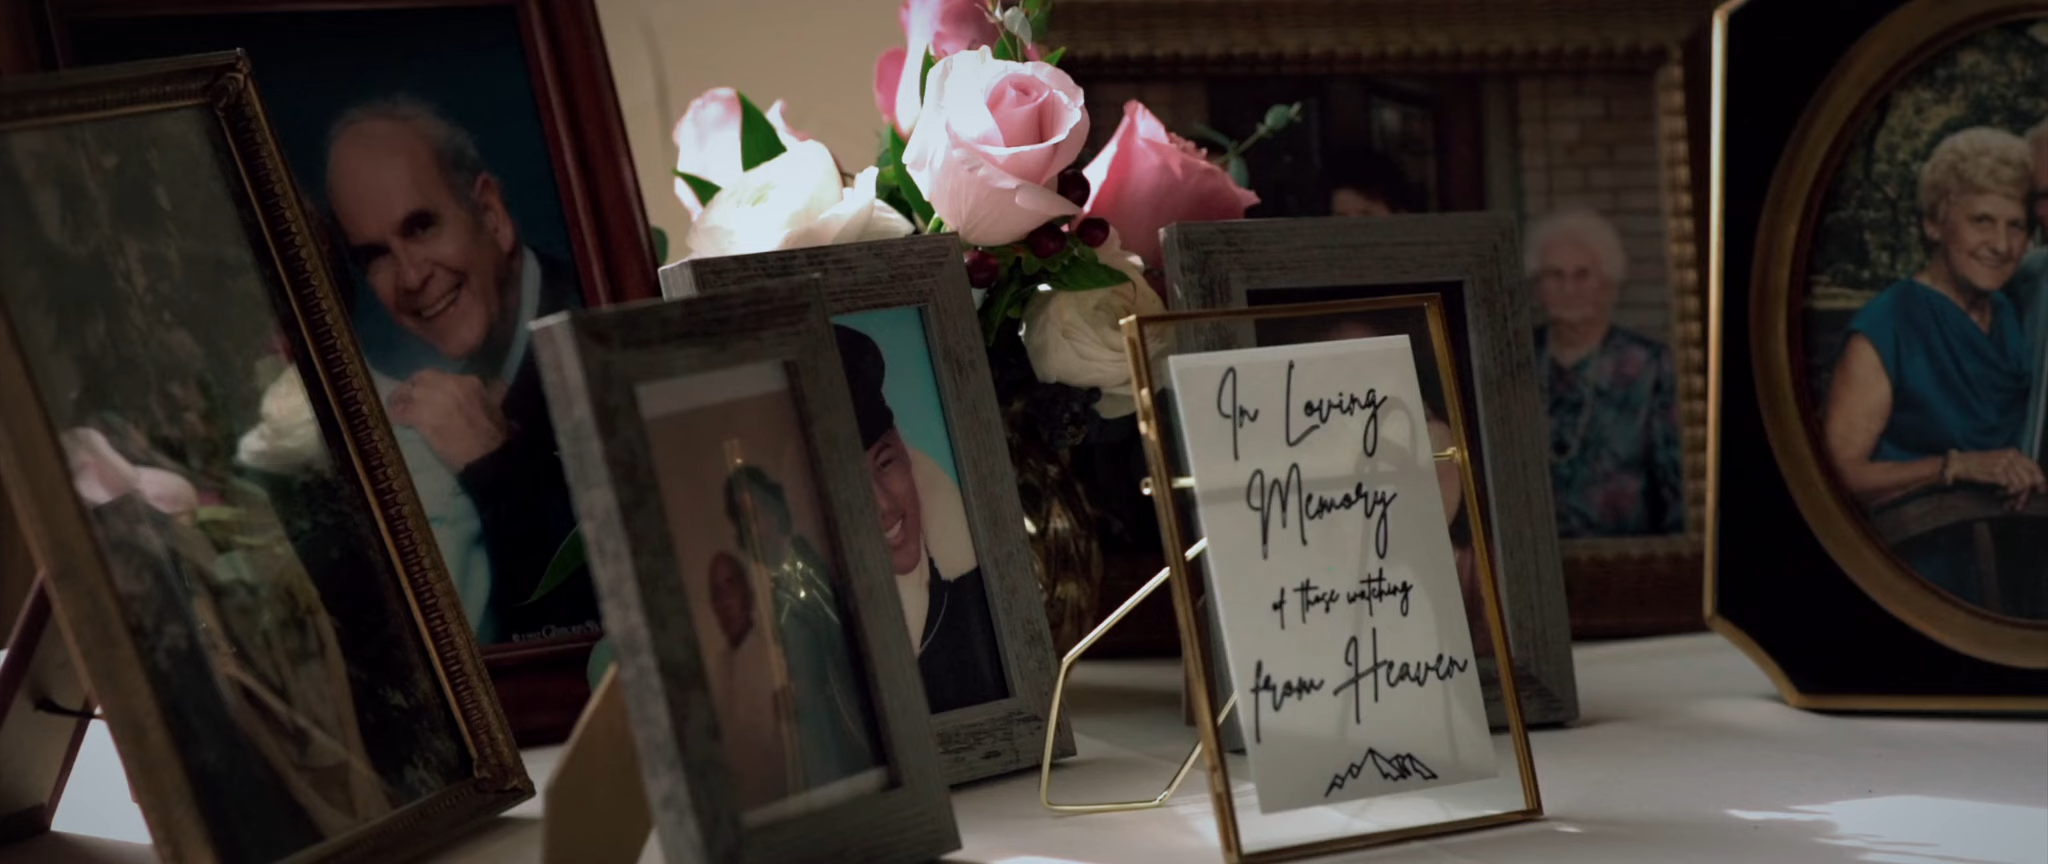 In Loving
Memory
of those watching
from Heaven